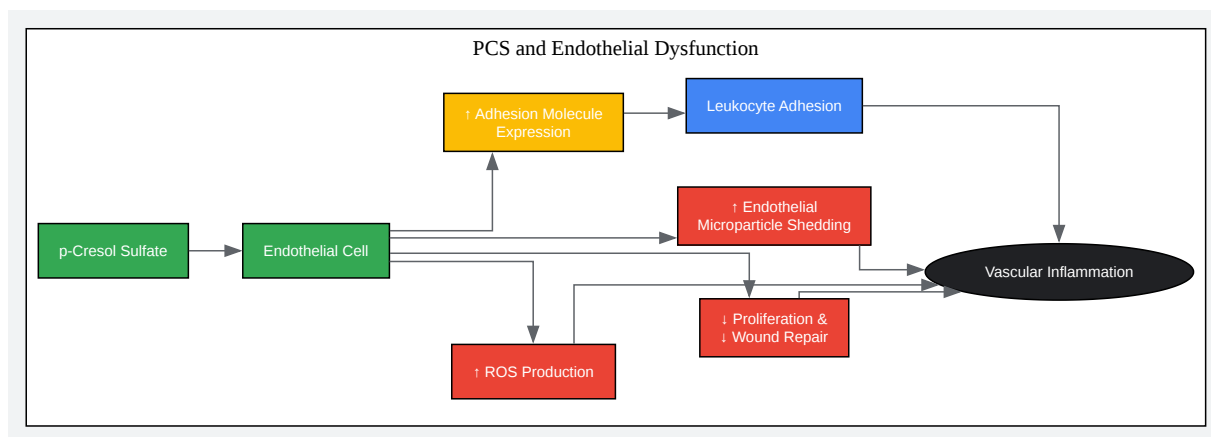 PCS and Endothelial Dysfunction
↑ Adhesion Molecule
Expression
Leukocyte Adhesion
↑ Endothelial
Microparticle Shedding
p-Cresol Sulfate
Endothelial Cell
Vascular Inflammation
↓ Proliferation &
↓ Wound Repair
↑ ROS Production